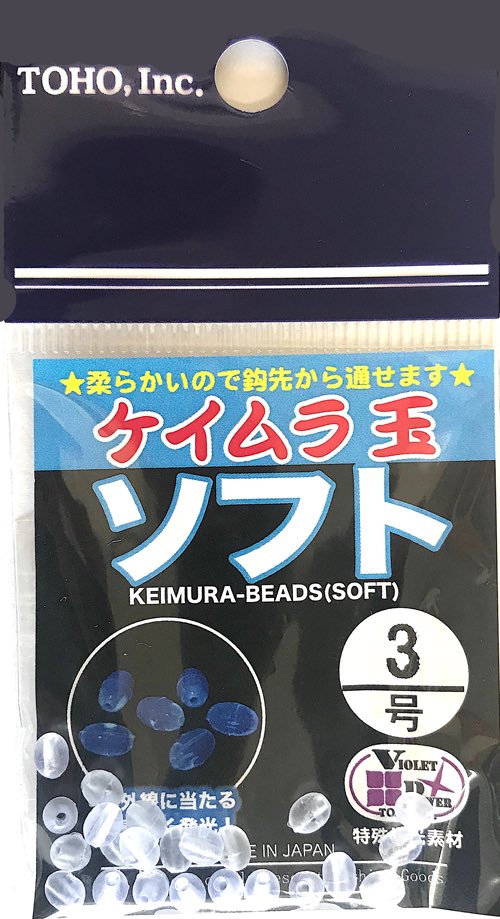 TOHO, Inc.
★柔らかいので鈎先から通せます★
ケイムラ玉
ソフト
KEIMURA-BEADS(SOFT)
3
号
VIOLET
外線に当たる
発光！
特殊 光素材
IN JAPAN
Goods